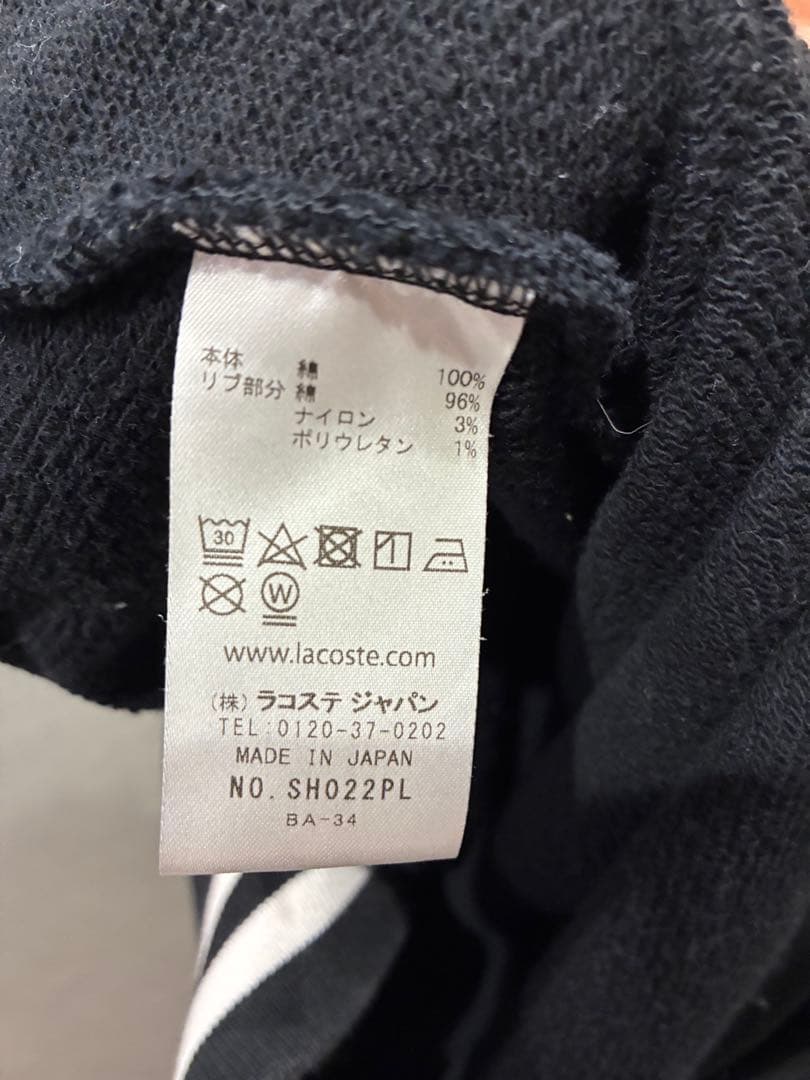 本体 綿 100%
リブ部分 綿 96%
ナイロン 3%
ポリウレタン 1%
30
W
www.lacoste.com
(株) ラコステ ジャパン
TEL:0120-37-0202
MADE IN JAPAN
NO. SH022PL
BA-34